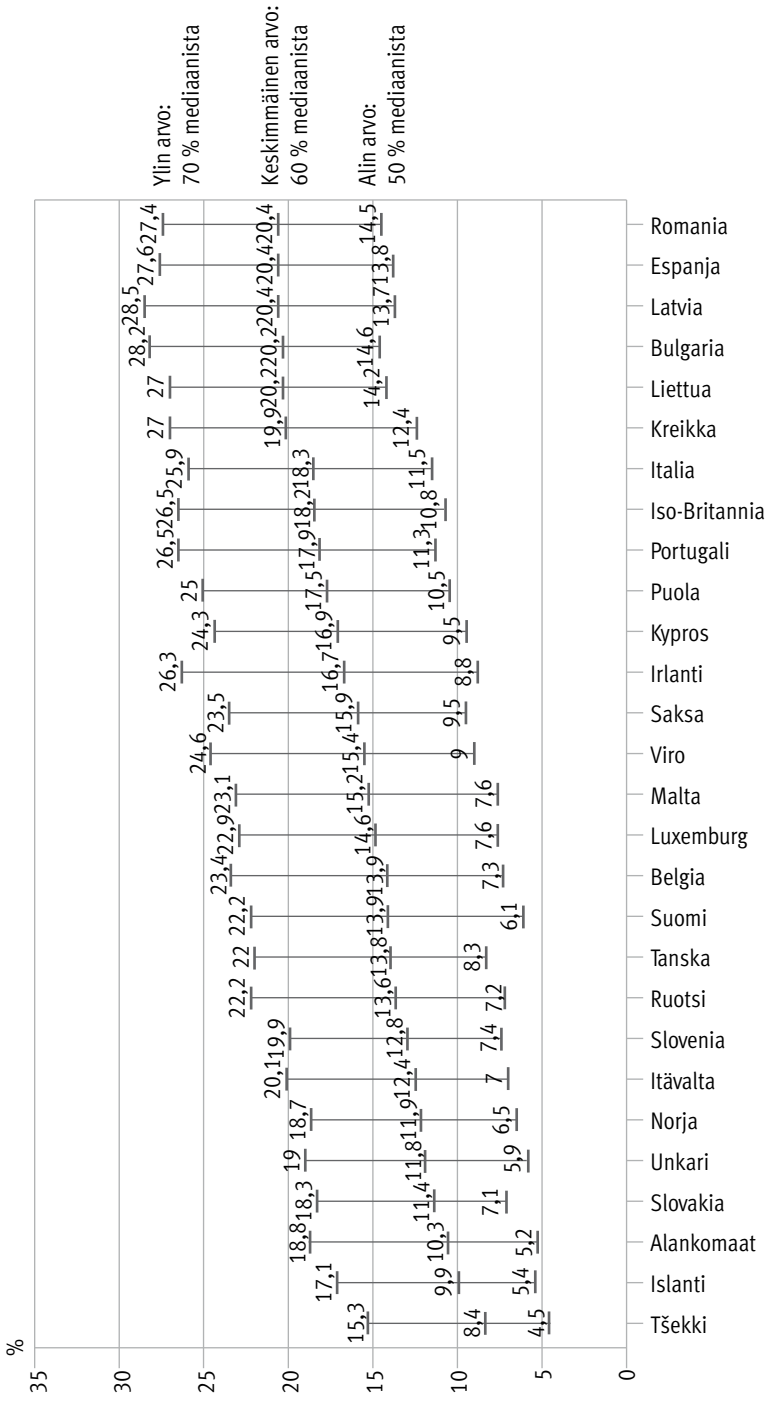 Ylin arvo:
70 % mediaanista
Keskimmäinen arvo:
60 % mediaanista
Alin arvo:
50 % mediaanista
27,4 20,4 14,5 Romania
27,6 20,4 13,8 Espanja
28,5 20,4 13,7 Latvia
28,2 20,2 14,6 Bulgaria
27 20,2 14,2 Liettua
27 19,9 12,4 Kreikka
25,9 18,3 11,5 Italia
26,5 18,2 10,8 Iso-Britannia
26,5 17,9 11,3 Portugali
25 17,5 10,5 Puola
24,3 16,9 9,5 Kypros
26,3 16,7 8,8 Irlanti
23,5 15,9 9,5 Saksa
24,6 15,4 9 Viro
23,1 15,2 7,6 Malta
22,9 14,6 7,6 Luxemburg
23,4 13,9 7,3 Belgia
22,2 13,9 6,1 Suomi
22 13,8 8,3 Tanska
22,2 13,6 7,2 Ruotsi
19,9 12,8 7,4 Slovenia
20,1 12,4 7 Itävalta
18,7 11,9 6,5 Norja
19 11,8 5,9 Unkari
18,3 11,4 7,1 Slovakia
18,8 10,3 5,2 Alankomaat
17,1 9,9 5,4 Islanti
15,3 8,4 4,5 Tšekki
%
35 30 25 20 15 10 5 0